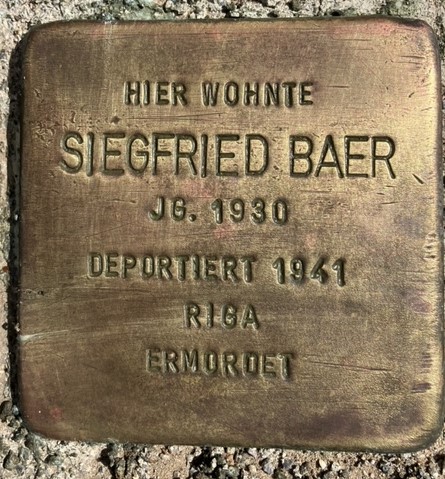 HIER WOHNTE
SIEGFRIED BAER
JG. 1930
DEPORTIERT 1941
RIGA
ERMORDET